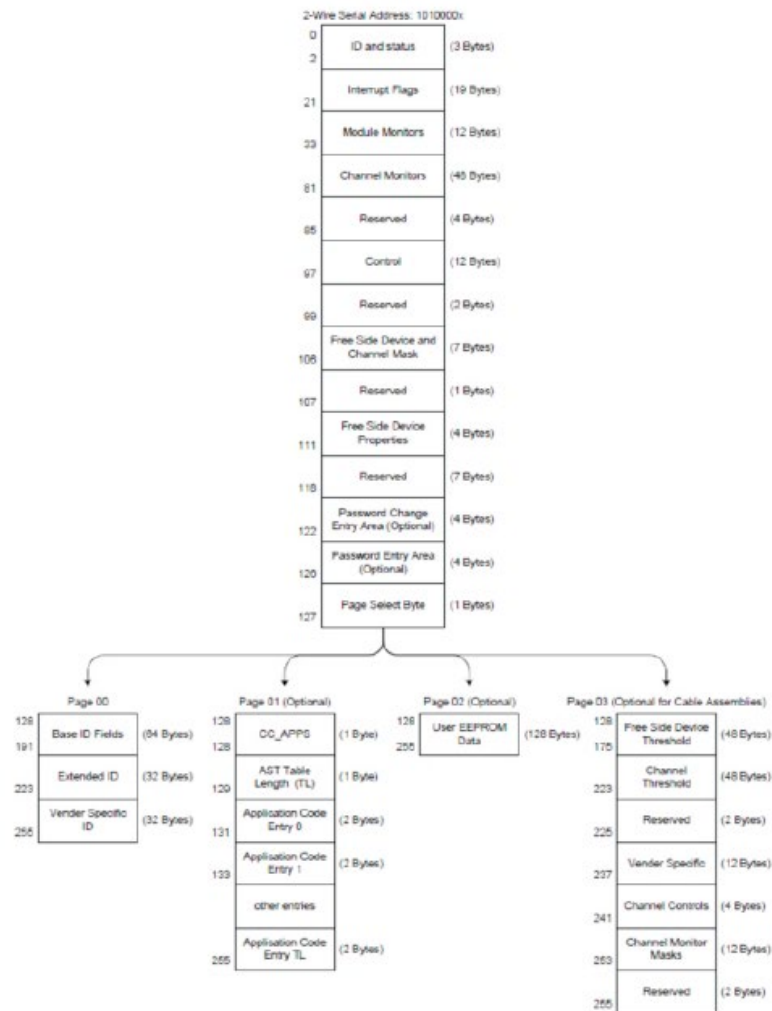 2-Wire Serial Address: 1010000x
0
ID and status (3 Bytes)
2
Interrupt Flags (19 Bytes)
21
Module Monitors (12 Bytes)
33
Channel Monitors (48 Bytes)
81
Reserved (4 Bytes)
85
Control (12 Bytes)
97
Reserved (2 Bytes)
99
Free Side Device and
Channel Mask (7 Bytes)
106
Reserved (1 Bytes)
107
Free Side Device
Properties (4 Bytes)
111
Reserved (7 Bytes)
118
Password Change
Entry Area (Optional) (4 Bytes)
122
Password Entry Area
(Optional) (4 Bytes)
126
Page Select Byte (1 Bytes)
127
Page 00
128
Base ID Fields (64 Bytes)
191
Extended ID (32 Bytes)
223
Vender Specific
ID (32 Bytes)
255
Page 01 (Optional)
128
CC_APPS (1 Byte)
128
AST Table
Length (TL) (1 Byte)
129
Application Code
Entry 0 (2 Bytes)
131
Application Code
Entry 1 (2 Bytes)
133
other entries
Application Code
Entry TL (2 Bytes)
255
Page 02 (Optional)
128
User EEPROM
Data (128 Bytes)
255
Page 03 (Optional for Cable Assemblies)
128
Free Side Device
Threshold (48 Bytes)
175
Channel
Threshold (48 Bytes)
223
Reserved (2 Bytes)
225
Vender Specific (12 Bytes)
237
Channel Controls (4 Bytes)
241
Channel Monitor
Masks (12 Bytes)
253
Reserved (2 Bytes)
255